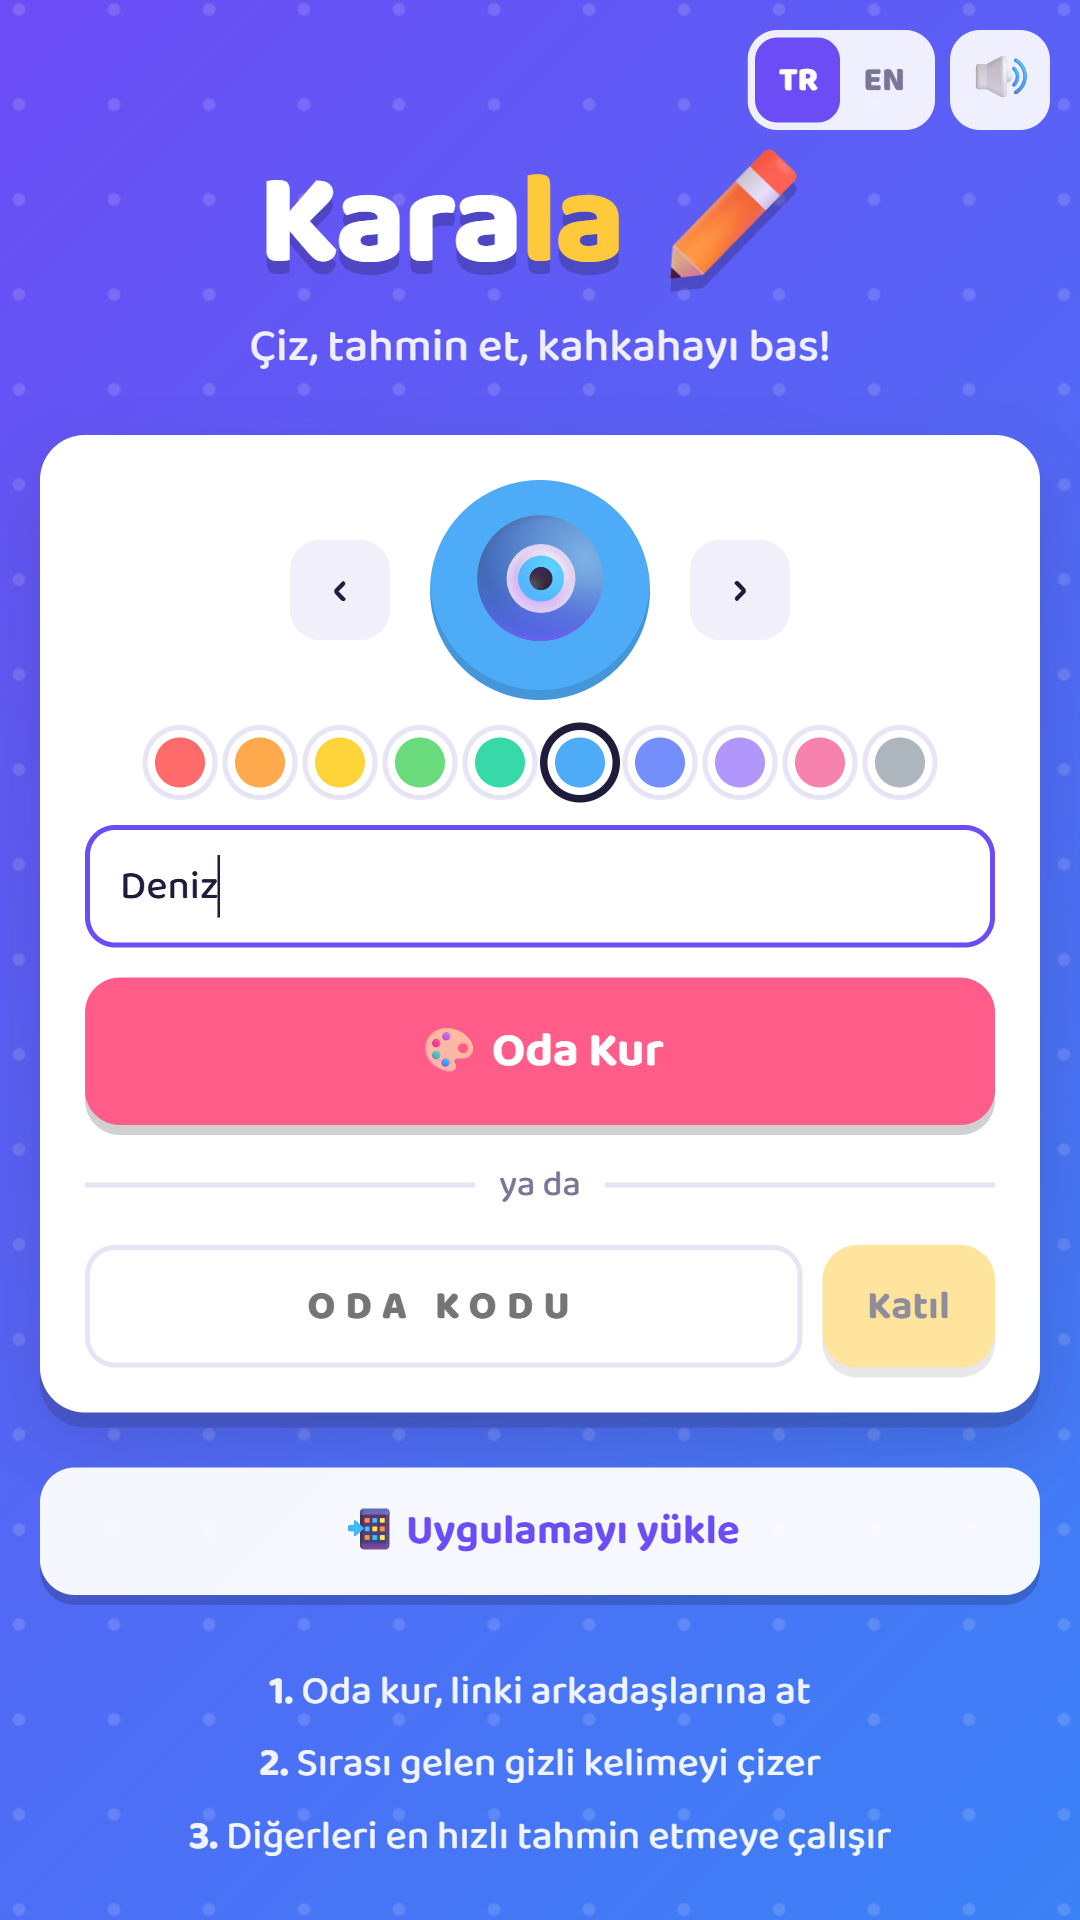 TR EN
Karala
Çiz, tahmin et, kahkahayı bas!
Deniz
Oda Kur
ya da
ODA KODU
Katıl
Uygulamayı yükle
1. Oda kur, linki arkadaşlarına at
2. Sırası gelen gizli kelimeyi çizer
3. Diğerleri en hızlı tahmin etmeye çalışır